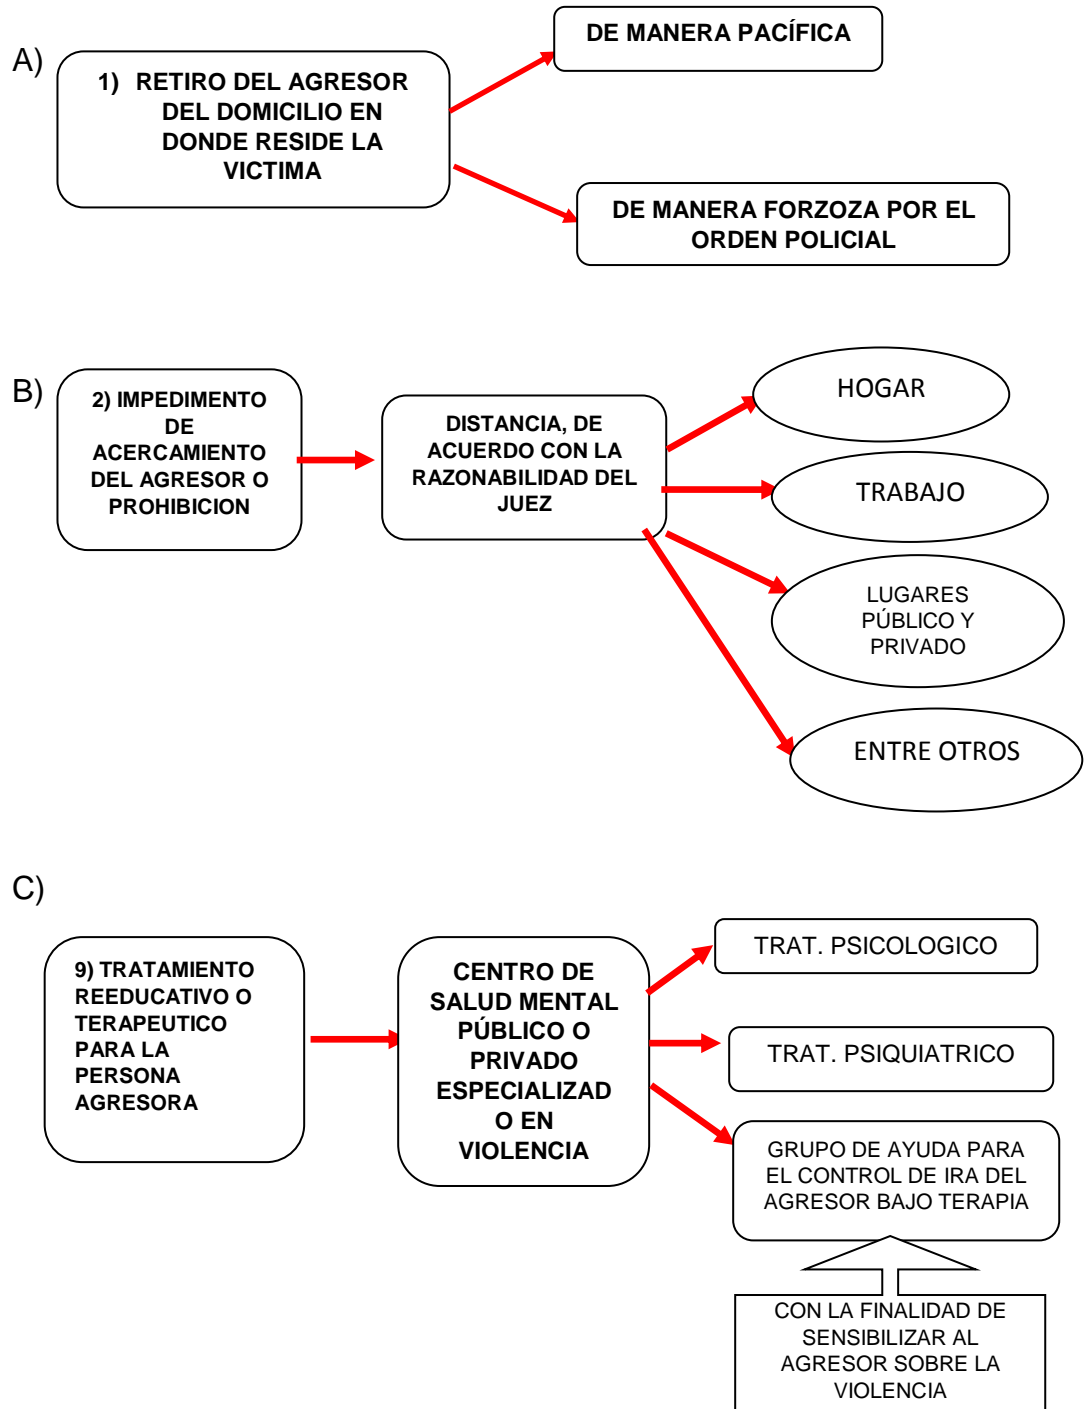 A)
1) RETIRO DEL AGRESOR
DEL DOMICILIO EN
DONDE RESIDE LA
VICTIMA
DE MANERA PACÍFICA
DE MANERA FORZOZA POR EL
ORDEN POLICIAL
B)
2) IMPEDIMENTO
DE
ACERCAMIENTO
DEL AGRESOR O
PROHIBICION
DISTANCIA, DE
ACUERDO CON LA
RAZONABILIDAD DEL
JUEZ
HOGAR
TRABAJO
LUGARES
PÚBLICO Y
PRIVADO
ENTRE OTROS
C)
9) TRATAMIENTO
REEDUCATIVO O
TERAPEUTICO
PARA LA
PERSONA
AGRESORA
CENTRO DE
SALUD MENTAL
PÚBLICO O
PRIVADO
ESPECIALIZAD
O EN
VIOLENCIA
TRAT. PSICOLOGICO
TRAT. PSIQUIATRICO
GRUPO DE AYUDA PARA
EL CONTROL DE IRA DEL
AGRESOR BAJO TERAPIA
CON LA FINALIDAD DE
SENSIBILIZAR AL
AGRESOR SOBRE LA
VIOLENCIA